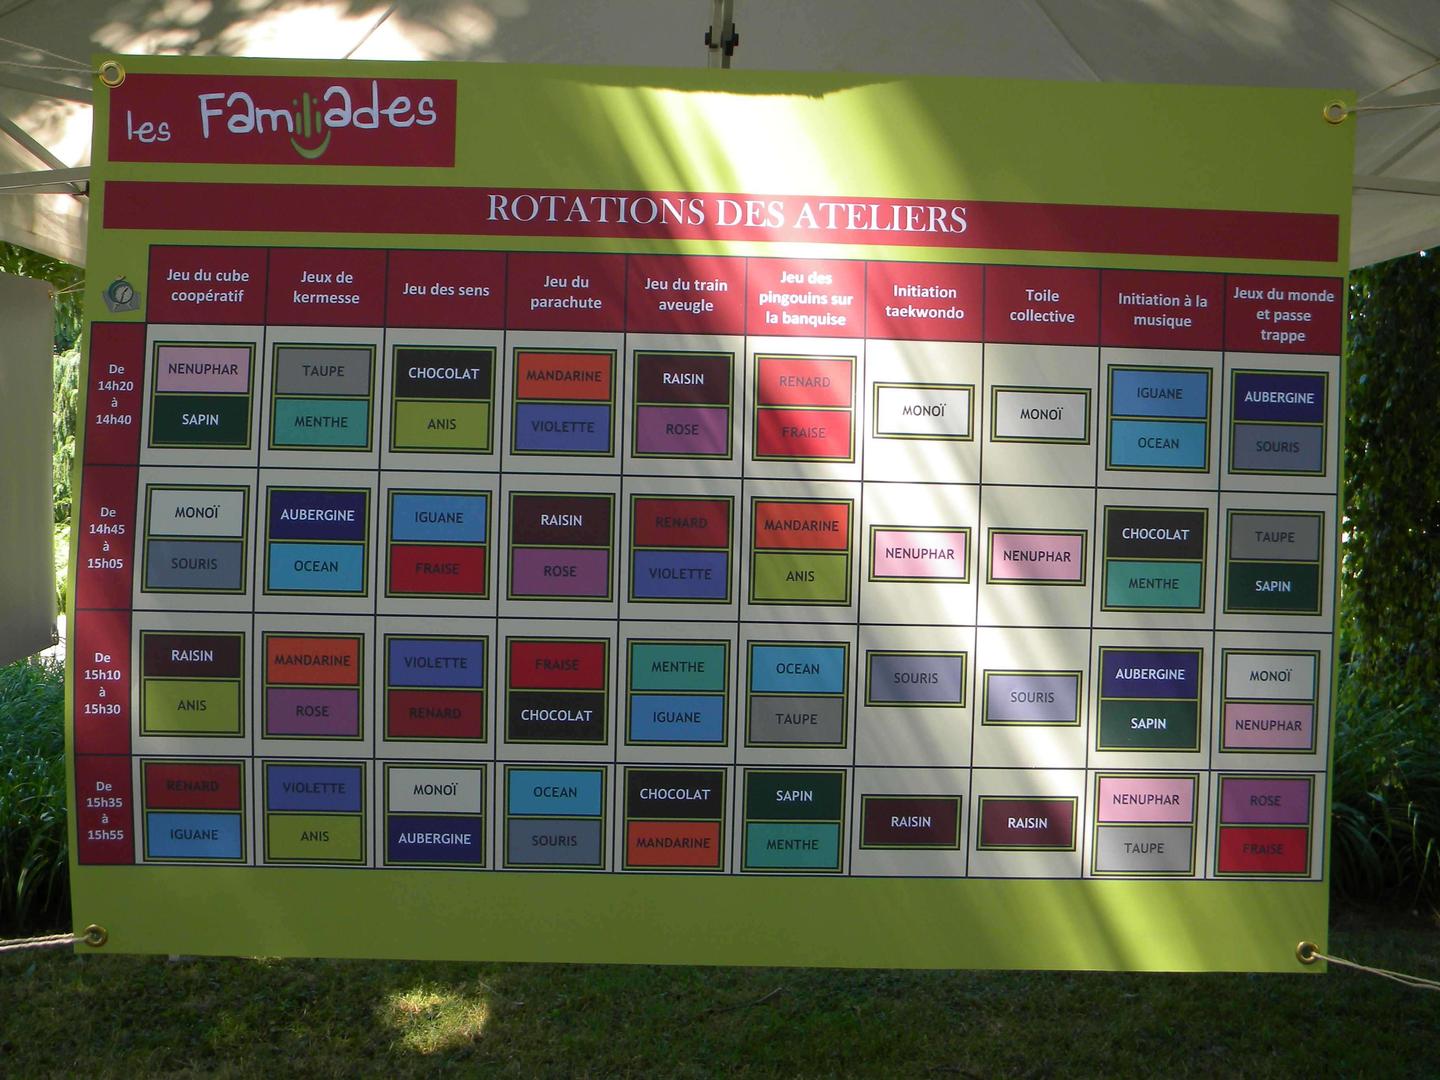 les Familiades
ROTATIONS DES ATELIERS
Jeu du cube
coopératif
Jeux de
kermesse
Jeu des sens
Jeu du
parachute
Jeu du train
aveugle
Jeu des
pingouins sur
la banquise
Initiation
taekwondo
Toile
collective
Initiation à la
musique
Jeux du monde
et passe
trappe
De
14h20
à
14h40
NENUPHAR
SAPIN
TAUPE
MENTHE
CHOCOLAT
ANIS
MANDARINE
VIOLETTE
RAISIN
ROSE
RENARD
FRAISE
MONOÏ
MONOÏ
IGUANE
OCEAN
AUBERGINE
SOURIS
De
14h45
à
15h05
MONOÏ
SOURIS
AUBERGINE
OCEAN
IGUANE
FRAISE
RAISIN
ROSE
RENARD
VIOLETTE
MANDARINE
ANIS
NENUPHAR
NENUPHAR
CHOCOLAT
MENTHE
TAUPE
SAPIN
De
15h10
à
15h30
RAISIN
ANIS
MANDARINE
ROSE
VIOLETTE
RENARD
FRAISE
CHOCOLAT
MENTHE
IGUANE
OCEAN
TAUPE
SOURIS
SOURIS
AUBERGINE
SAPIN
MONOÏ
NENUPHAR
De
15h35
à
15h55
RENARD
IGUANE
VIOLETTE
ANIS
MONOÏ
AUBERGINE
OCEAN
SOURIS
CHOCOLAT
MANDARINE
SAPIN
MENTHE
RAISIN
RAISIN
NENUPHAR
TAUPE
ROSE
FRAISE